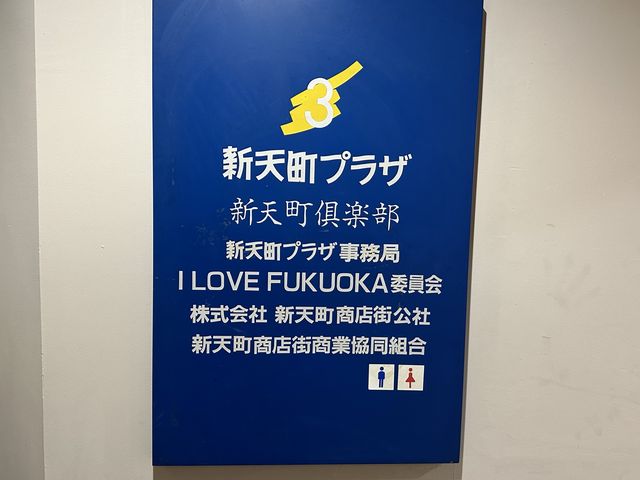 3
新天町プラザ
新天町倶楽部
新天町プラザ事務局
I LOVE FUKUOKA委員会
株式会社 新天町商店街公社
新天町商店街商業協同組合